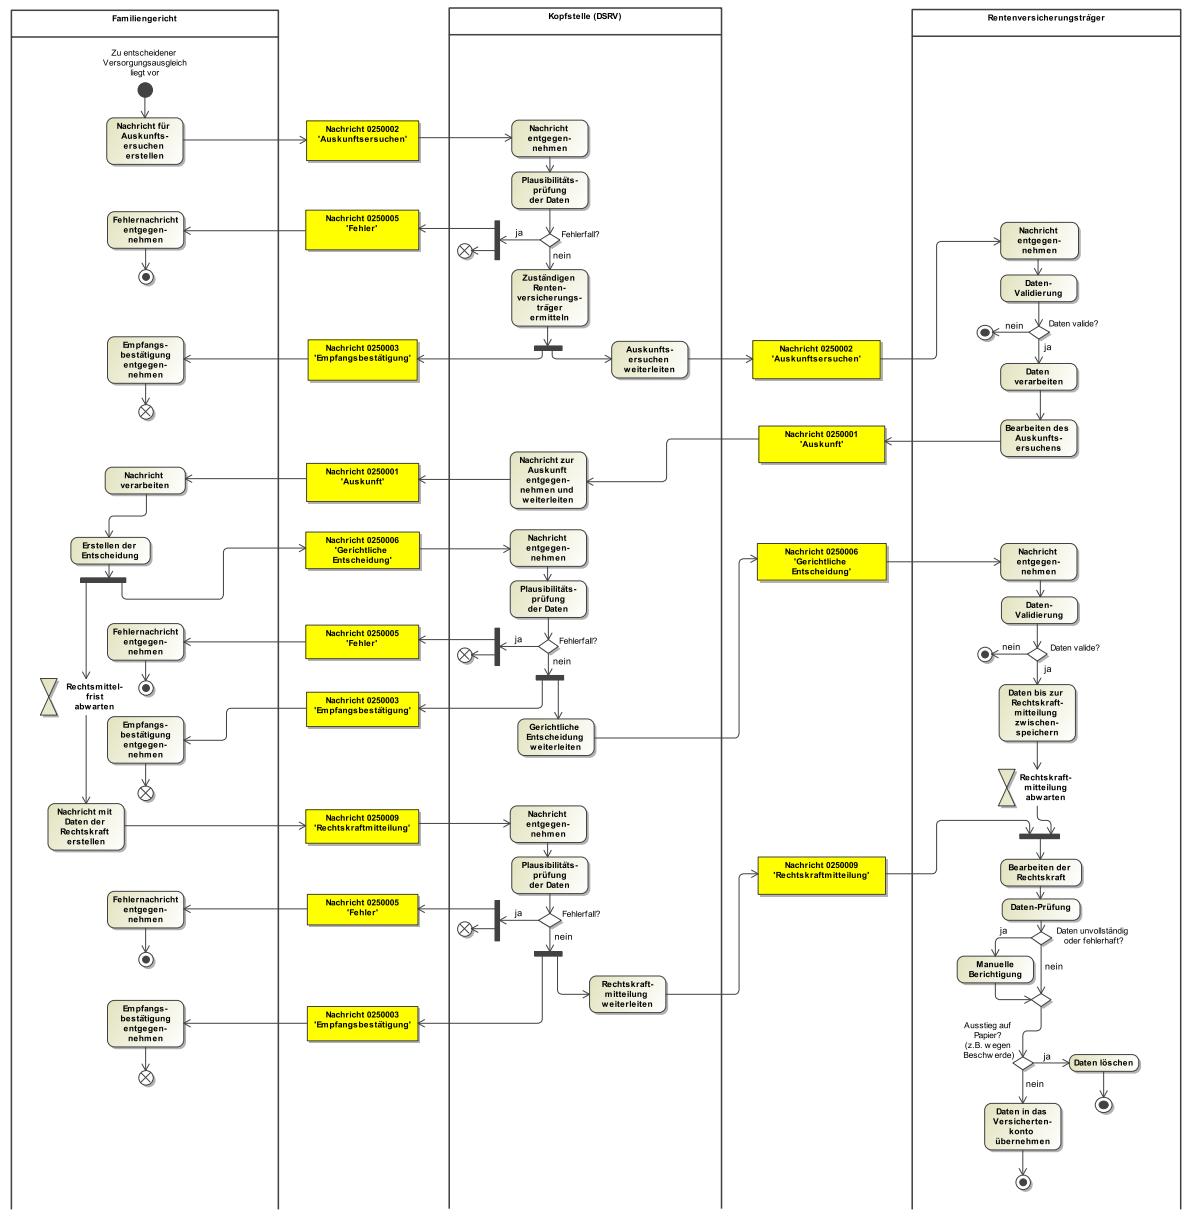 Familiengericht
Kopfstelle (DSRV)
Rentenversicherungsträger
Zu entscheidener
Versorgungsausgleich
liegt vor
Nachricht für
Auskunfts-
ersuchen
erstellen
Nachricht 0250002
'Auskunftsersuchen'
Nachricht
entgegen-
nehmen
Plausibilitäts-
prüfung
der Daten
Fehlernachricht
entgegen-
nehmen
Nachricht 0250005
'Fehler'
ja
Fehlerfall?
nein
Zuständigen
Renten-
versicherungs-
träger
ermitteln
Nachricht
entgegen-
nehmen
Daten-
Validierung
nein
Daten valide?
ja
Empfangs-
bestätigung
entgegen-
nehmen
Nachricht 0250003
'Empfangsbestätigung'
Auskunfts-
ersuchen
weiterleiten
Nachricht 0250002
'Auskunftsersuchen'
Daten
verarbeiten
Bearbeiten des
Auskunfts-
ersuchens
Nachricht 0250001
'Auskunft'
Nachricht zur
Auskunft
entgegen-
nehmen und
weiterleiten
Nachricht 0250001
'Auskunft'
Nachricht
verarbeiten
Erstellen der
Entscheidung
Nachricht 0250006
'Gerichtliche
Entscheidung'
Nachricht
entgegen-
nehmen
Plausibilitäts-
prüfung
der Daten
Nachricht 0250006
'Gerichtliche
Entscheidung'
Nachricht
entgegen-
nehmen
Daten-
Validierung
nein
Daten valide?
ja
Fehlernachricht
entgegen-
nehmen
Nachricht 0250005
'Fehler'
ja
Fehlerfall?
nein
Rechtsmittel-
frist
abwarten
Empfangs-
bestätigung
entgegen-
nehmen
Nachricht 0250003
'Empfangsbestätigung'
Gerichtliche
Entscheidung
weiterleiten
Daten bis zur
Rechtskraft-
mitteilung
zwischen-
speichern
Rechtskraft-
mitteilung
abwarten
Nachricht mit
Daten der
Rechtskraft
erstellen
Nachricht 0250009
'Rechtskraftmitteilung'
Nachricht
entgegen-
nehmen
Plausibilitäts-
prüfung
der Daten
Nachricht 0250009
'Rechtskraftmitteilung'
Bearbeiten der
Rechtskraft
Daten-Prüfung
Fehlernachricht
entgegen-
nehmen
Nachricht 0250005
'Fehler'
ja
Fehlerfall?
nein
ja
Daten unvollständig
oder fehlerhaft?
Manuelle
Berichtigung
nein
Rechtskraft-
mitteilung
weiterleiten
Empfangs-
bestätigung
entgegen-
nehmen
Nachricht 0250003
'Empfangsbestätigung'
Ausstieg auf
Papier?
(z.B. wegen
Beschwerde)
ja
Daten löschen
nein
Daten in das
Versicherten-
konto
übernehmen